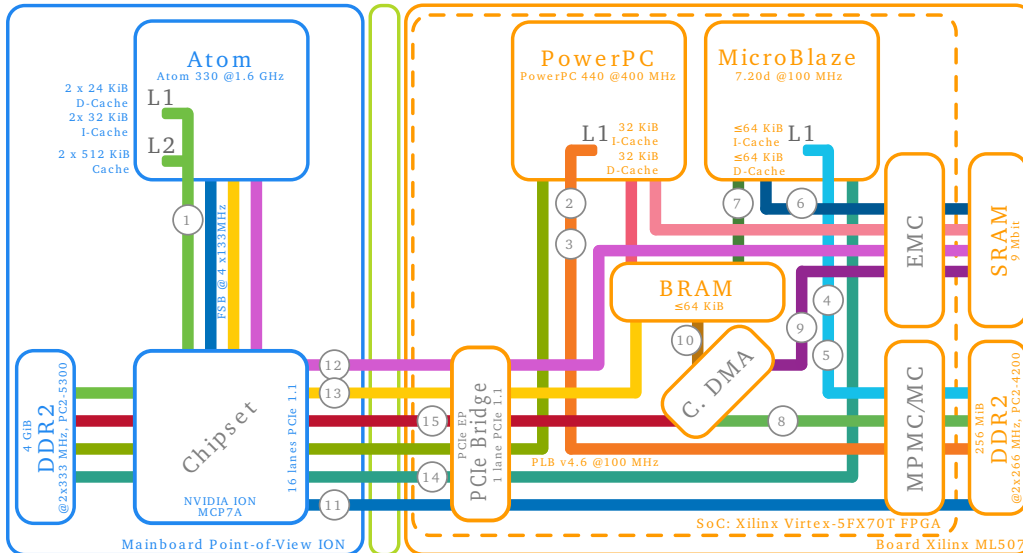 Atom
Atom 330 @1.6 GHz
2 x 24 KiB
D-Cache
2x 32 KiB
I-Cache
2 x 512 KiB
Cache
L1
L2
1
FSB @ 4 x133MHz
4 GiB
DDR2
@2x333 MHz, PC2-5300
Chipset
NVIDIA ION
MCP7A
16 lanes PCIe 1.1
Mainboard Point-of-View ION
12
13
15
14
11
PCIe EP
PCIe Bridge
1 lane PCIe 1.1
PowerPC
PowerPC 440 @400 MHz
L1
32 KiB
I-Cache
32 KiB
D-Cache
2
3
MicroBlaze
7.20d @100 MHz
≤64 KiB
I-Cache
≤64 KiB
D-Cache
L1
7
6
BRAM
≤64 KiB
10
C. DMA
4
9
5
8
PLB v4.6 @100 MHz
EMC
SRAM
9 Mbit
MPMC/MC
256 MiB
DDR2
@2x266 MHz, PC2-4200
SoC: Xilinx Virtex-5FX70T FPGA
Board Xilinx ML507